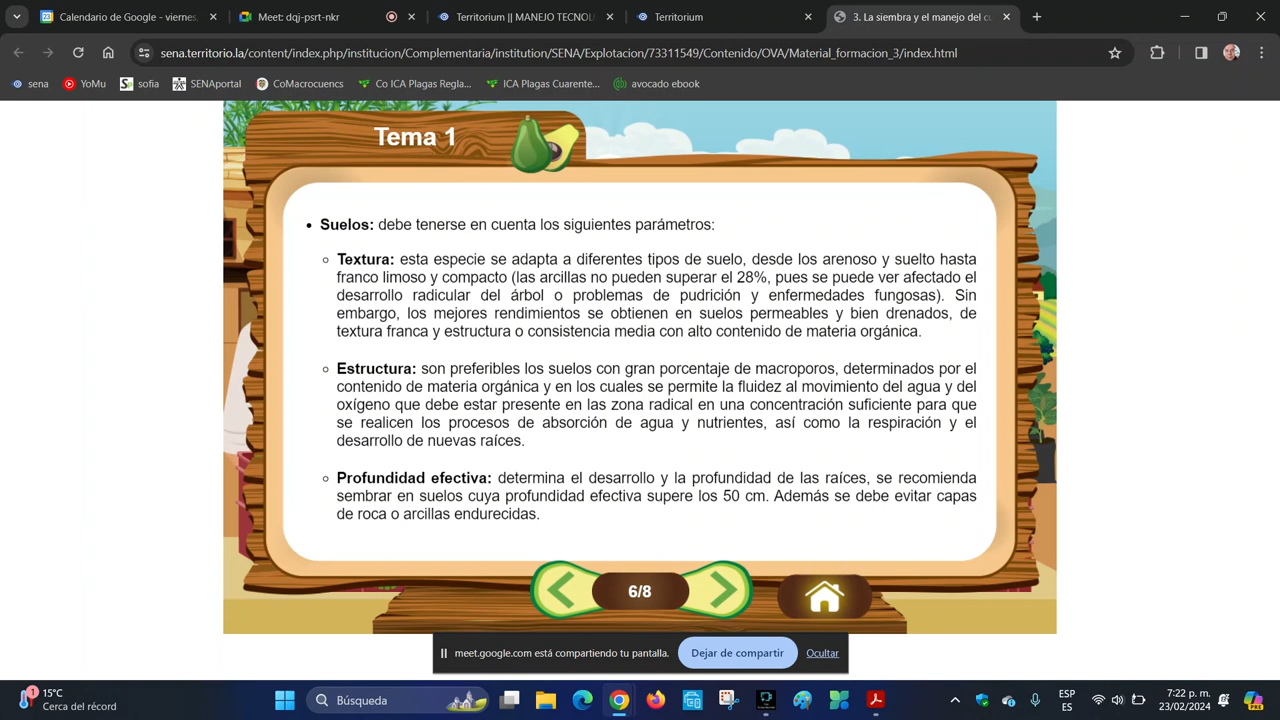 Calendario de Google - viernes,
Meet: dqj-psrt-nkr
Territorium || MANEJO TECNOL
Territorium
3. La siembra y el manejo del cu
sena.territorio.la/content/index.php/institucion/Complementaria/institution/SENA/Explotacion/73311549/Contenido/OVA/Material_formacion_3/index.html
sena
YoMu
sofia
SENAportal
CoMacrocuencs
Co ICA Plagas Regla...
ICA Plagas Cuarente...
avocado ebook
Tema 1
• Suelos: debe tenerse en cuenta los siguientes parámetros:
Textura: esta especie se adapta a diferentes tipos de suelo, desde los arenoso y suelto hasta
franco limoso y compacto (las arcillas no pueden superar el 28%, pues se puede ver afectado el
desarrollo radicular del árbol o problemas de pudrición y enfermedades fungosas). Sin
embargo, los mejores rendimientos se obtienen en suelos permeables y bien drenados, de
textura franca y estructura o consistencia media con alto contenido de materia orgánica.
Estructura: son preferibles los suelos con gran porcentaje de macroporos, determinados por el
contenido de materia orgánica y en los cuales se permite la fluidez al movimiento del agua y del
oxígeno que debe estar presente en las zona radical en una concentración suficiente para que
se realicen los procesos de absorción de agua y nutrientes, así como la respiración y el
desarrollo de nuevas raíces.
Profundidad efectiva: determina el desarrollo y la profundidad de las raíces, se recomienda
sembrar en suelos cuya profundidad efectiva supere los 50 cm. Además se debe evitar capas
de roca o arcillas endurecidas.
6/8
meet.google.com está compartiendo tu pantalla.
Dejar de compartir
Ocultar
1
15°C
Cerca del récord
Búsqueda
ESP
ES
7:22 p. m.
23/02/2024